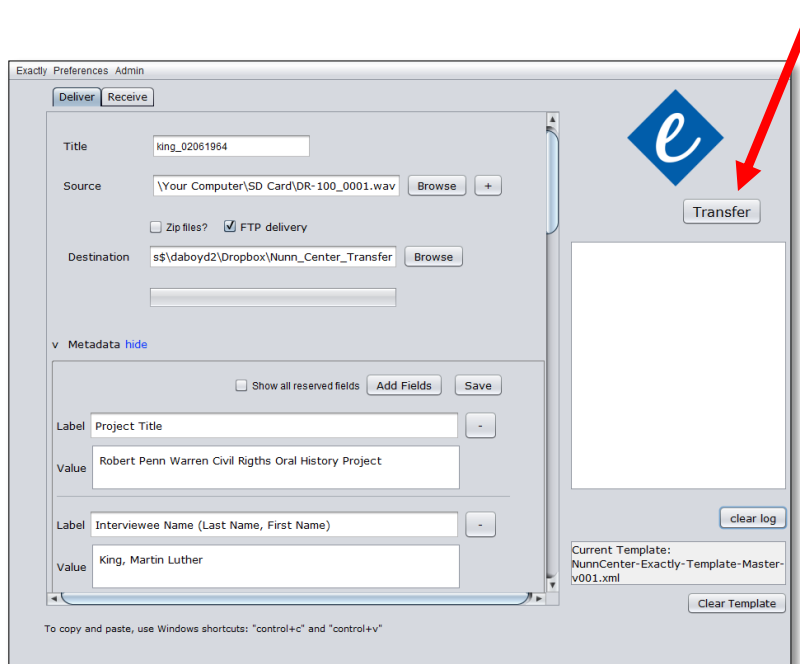 Exactly Preferences Admin
Deliver Receive
Title king_02061964
Source \Your Computer\SD Card\DR-100_0001.wav Browse +
Zip files? FTP delivery
Destination s$\daboyd2\Dropbox\Nunn_Center_Transfer Browse
v Metadata hide
Show all reserved fields Add Fields Save
Label Project Title -
Value Robert Penn Warren Civil Rigths Oral History Project
Label Interviewee Name (Last Name, First Name) -
Value King, Martin Luther
To copy and paste, use Windows shortcuts: "control+c" and "control+v"
e
Transfer
clear log
Current Template:
NunnCenter-Exactly-Template-Master-
v001.xml
Clear Template